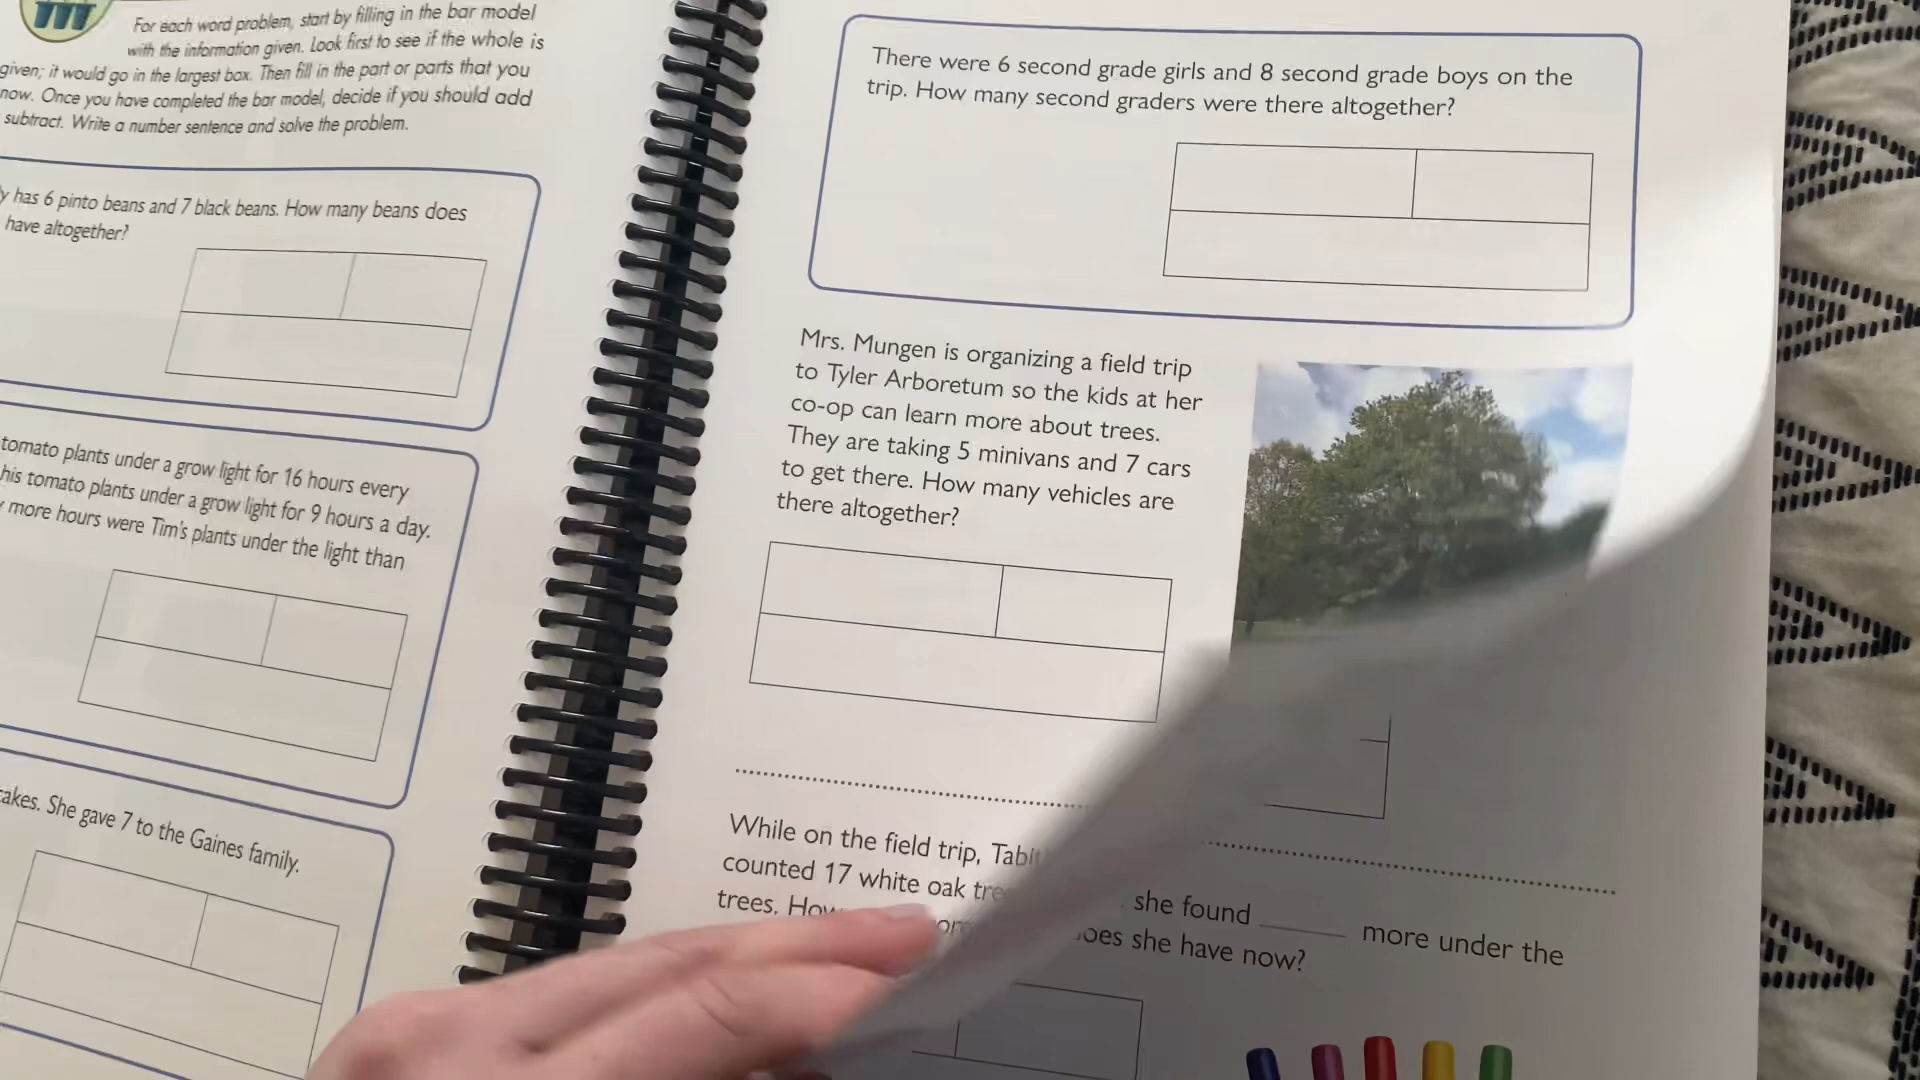 For each word problem, start by filling in the bar model
with the information given. Look first to see if the whole is
given; it would go in the largest box. Then fill in the part or parts that you
now. Once you have completed the bar model, decide if you should add
subtract. Write a number sentence and solve the problem.
y has 6 pinto beans and 7 black beans. How many beans does
have altogether?
tomato plants under a grow light for 16 hours every
his tomato plants under a grow light for 9 hours a day.
more hours were Tim's plants under the light than
akes. She gave 7 to the Gaines family.
There were 6 second grade girls and 8 second grade boys on the
trip. How many second graders were there altogether?
Mrs. Mungen is organizing a field trip
to Tyler Arboretum so the kids at her
co-op can learn more about trees.
They are taking 5 minivans and 7 cars
to get there. How many vehicles are
there altogether?
While on the field trip, Tabi
counted 17 white oak tre
trees. How
she found ______ more under the
oes she have now?